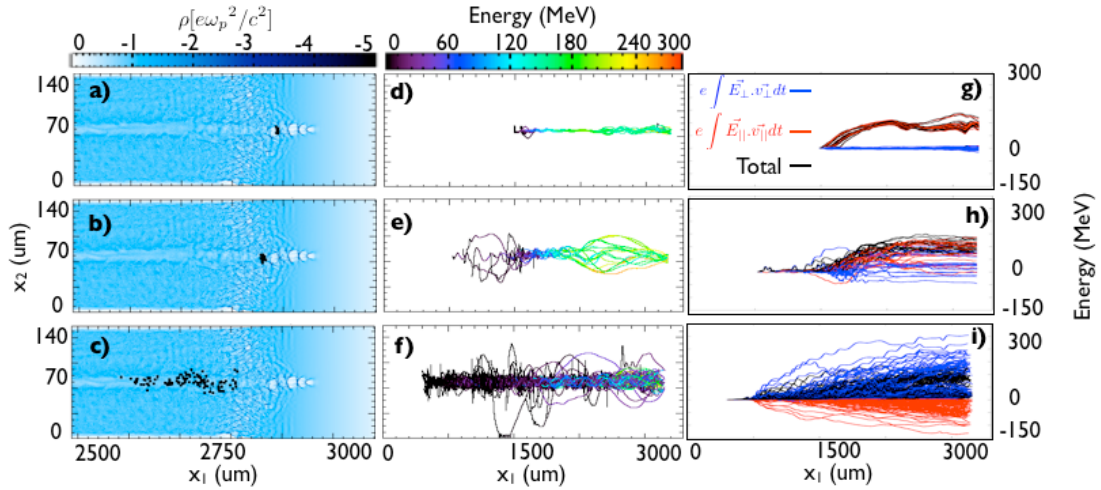 ρ[eω_p²/c²]
0 -1 -2 -3 -4 -5
Energy (MeV)
0 60 120 180 240 300
a)
b)
c)
d)
e)
f)
g)
h)
i)
140
70
0
140
70
0
140
70
0
x₂ (um)
2500 2750 3000
x₁ (um)
0 1500 3000
x₁ (um)
1500 3000
x₁ (um)
e ∫ E⃗⊥.v⃗⊥dt
e ∫ E⃗||.v⃗||dt
Total
300
0
-150
300
0
-150
300
0
-150
Energy (MeV)